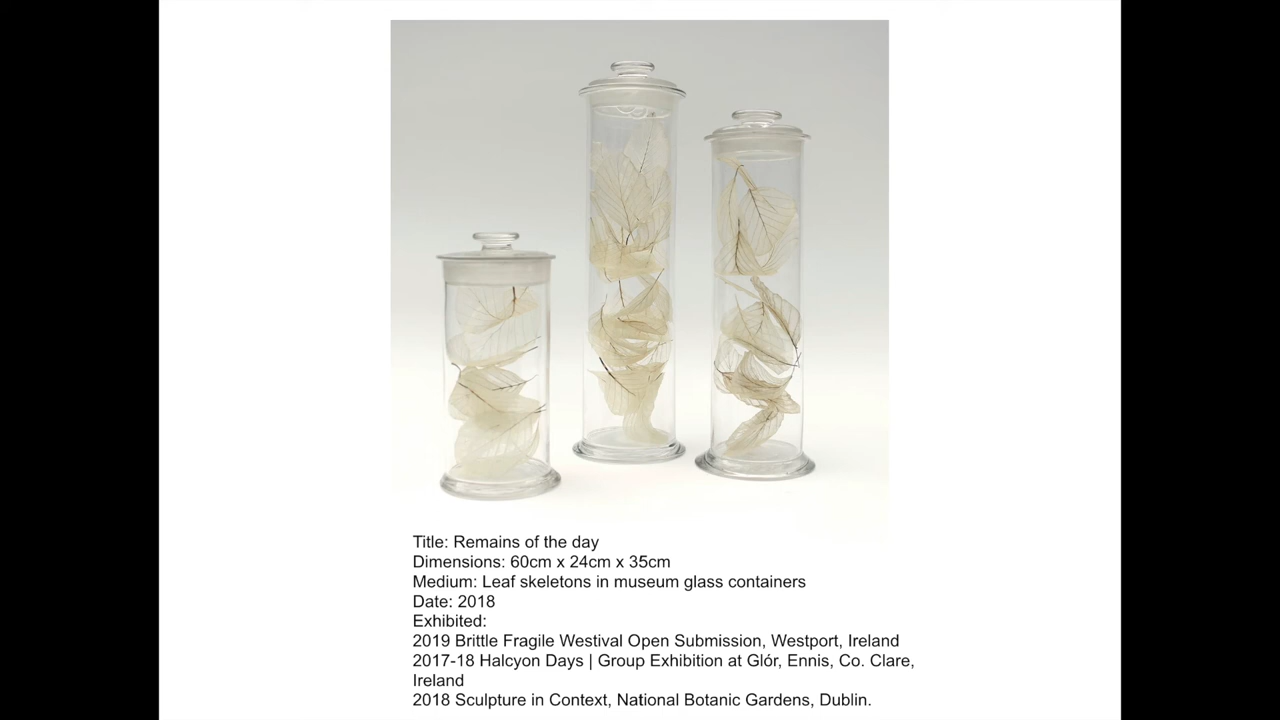 Title: Remains of the day
Dimensions: 60cm x 24cm x 35cm
Medium: Leaf skeletons in museum glass containers
Date: 2018
Exhibited:
2019 Brittle Fragile Westival Open Submission, Westport, Ireland
2017-18 Halcyon Days | Group Exhibition at Glór, Ennis, Co. Clare,
Ireland
2018 Sculpture in Context, National Botanic Gardens, Dublin.